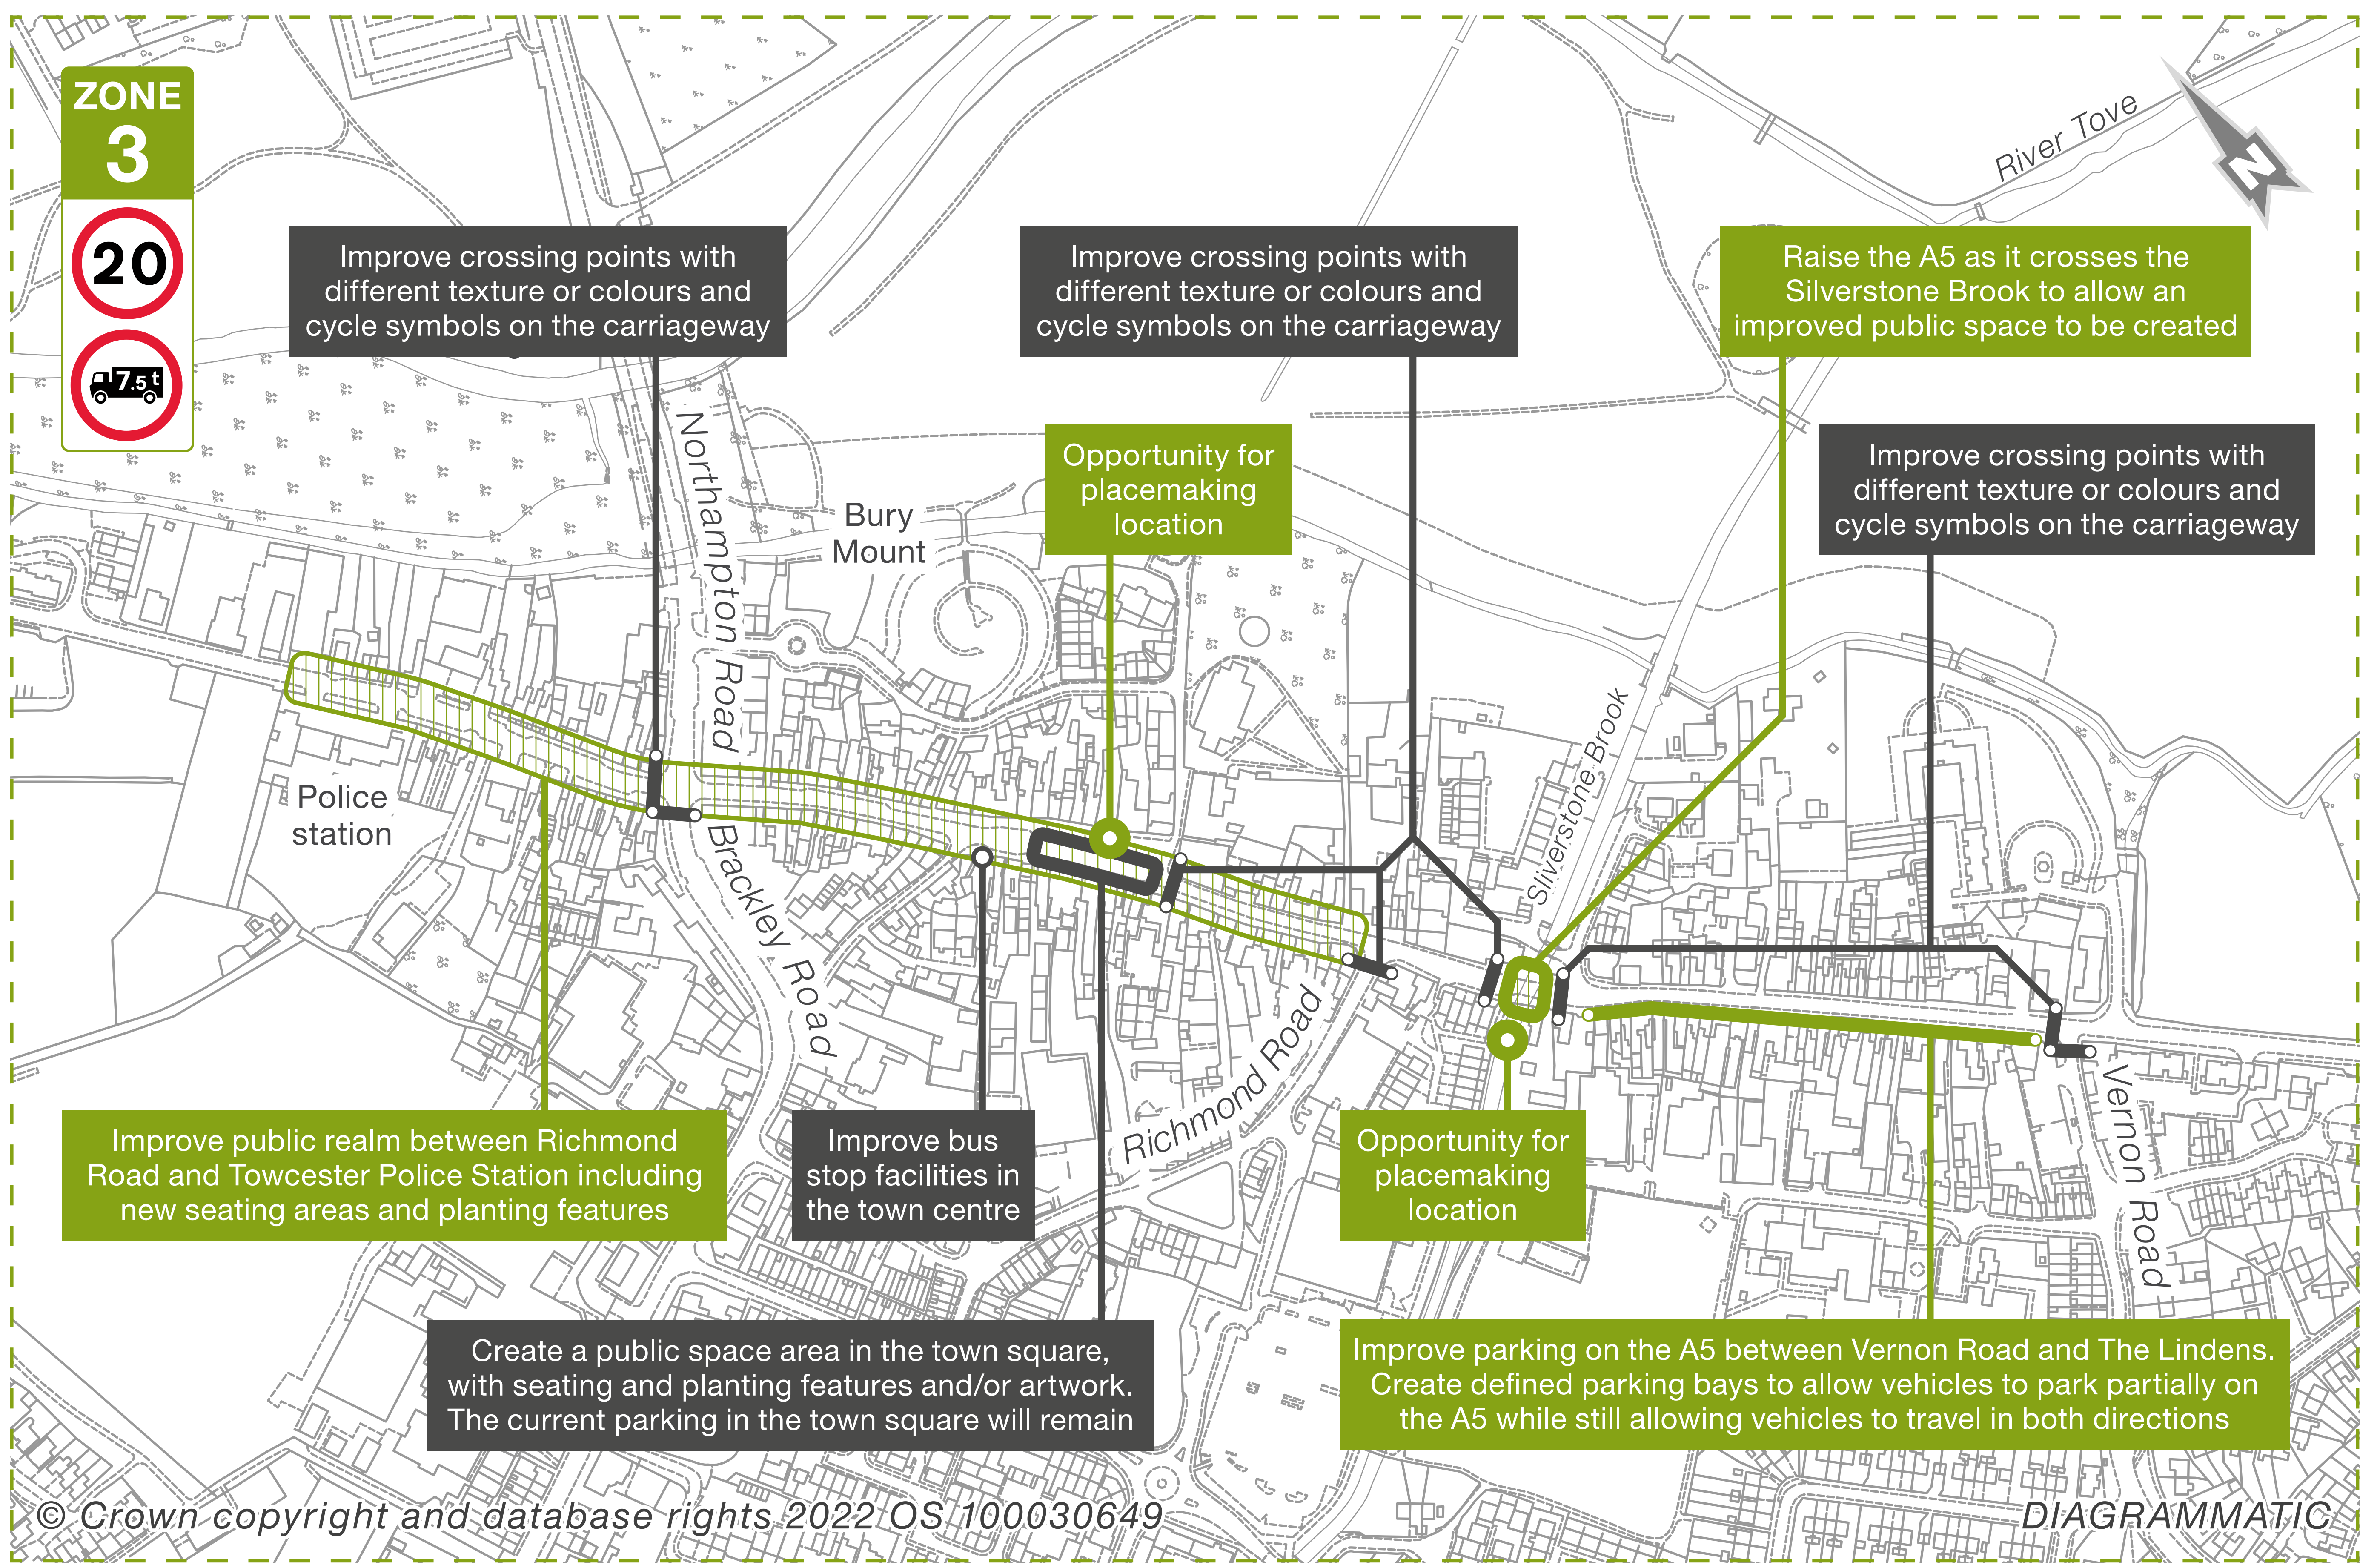 ZONE
3
20
7.5t
River Tove
N
Improve crossing points with
different texture or colours and
cycle symbols on the carriageway
Improve crossing points with
different texture or colours and
cycle symbols on the carriageway
Raise the A5 as it crosses the
Silverstone Brook to allow an
improved public space to be created
Opportunity for
placemaking
location
Improve crossing points with
different texture or colours and
cycle symbols on the carriageway
Northampton Road
Bury
Mount
Police
station
Brackley Road
Silverstone Brook
Richmond Road
Vernon Road
Improve public realm between Richmond
Road and Towcester Police Station including
new seating areas and planting features
Improve bus
stop facilities in
the town centre
Opportunity for
placemaking
location
Create a public space area in the town square,
with seating and planting features and/or artwork.
The current parking in the town square will remain
Improve parking on the A5 between Vernon Road and The Lindens.
Create defined parking bays to allow vehicles to park partially on
the A5 while still allowing vehicles to travel in both directions
© Crown copyright and database rights 2022 OS 100030649
DIAGRAMMATIC